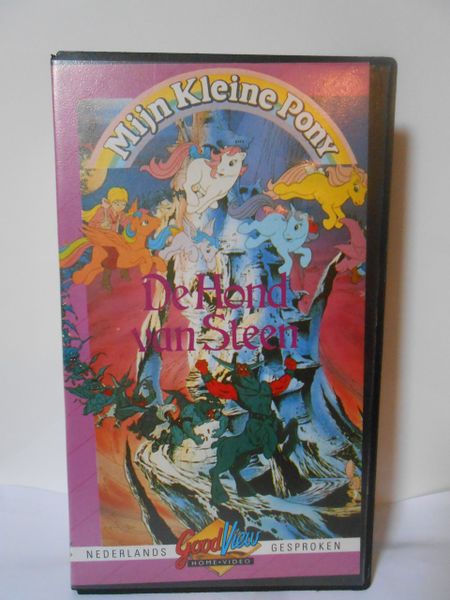 Mijn Kleine Pony
De Hond
van Steen
NEDERLANDS GoodView GESPROKEN
HOME•VIDEO